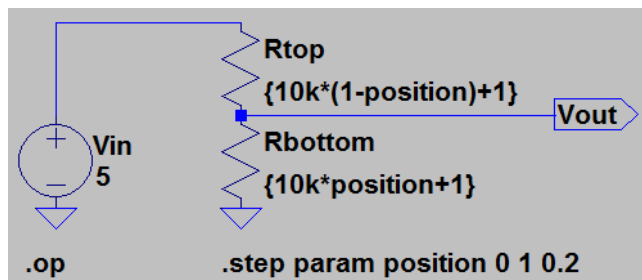 Rtop
{10k*(1-position)+1}
Vout
Vin
5
Rbottom
{10k*position+1}
.op
.step param position 0 1 0.2